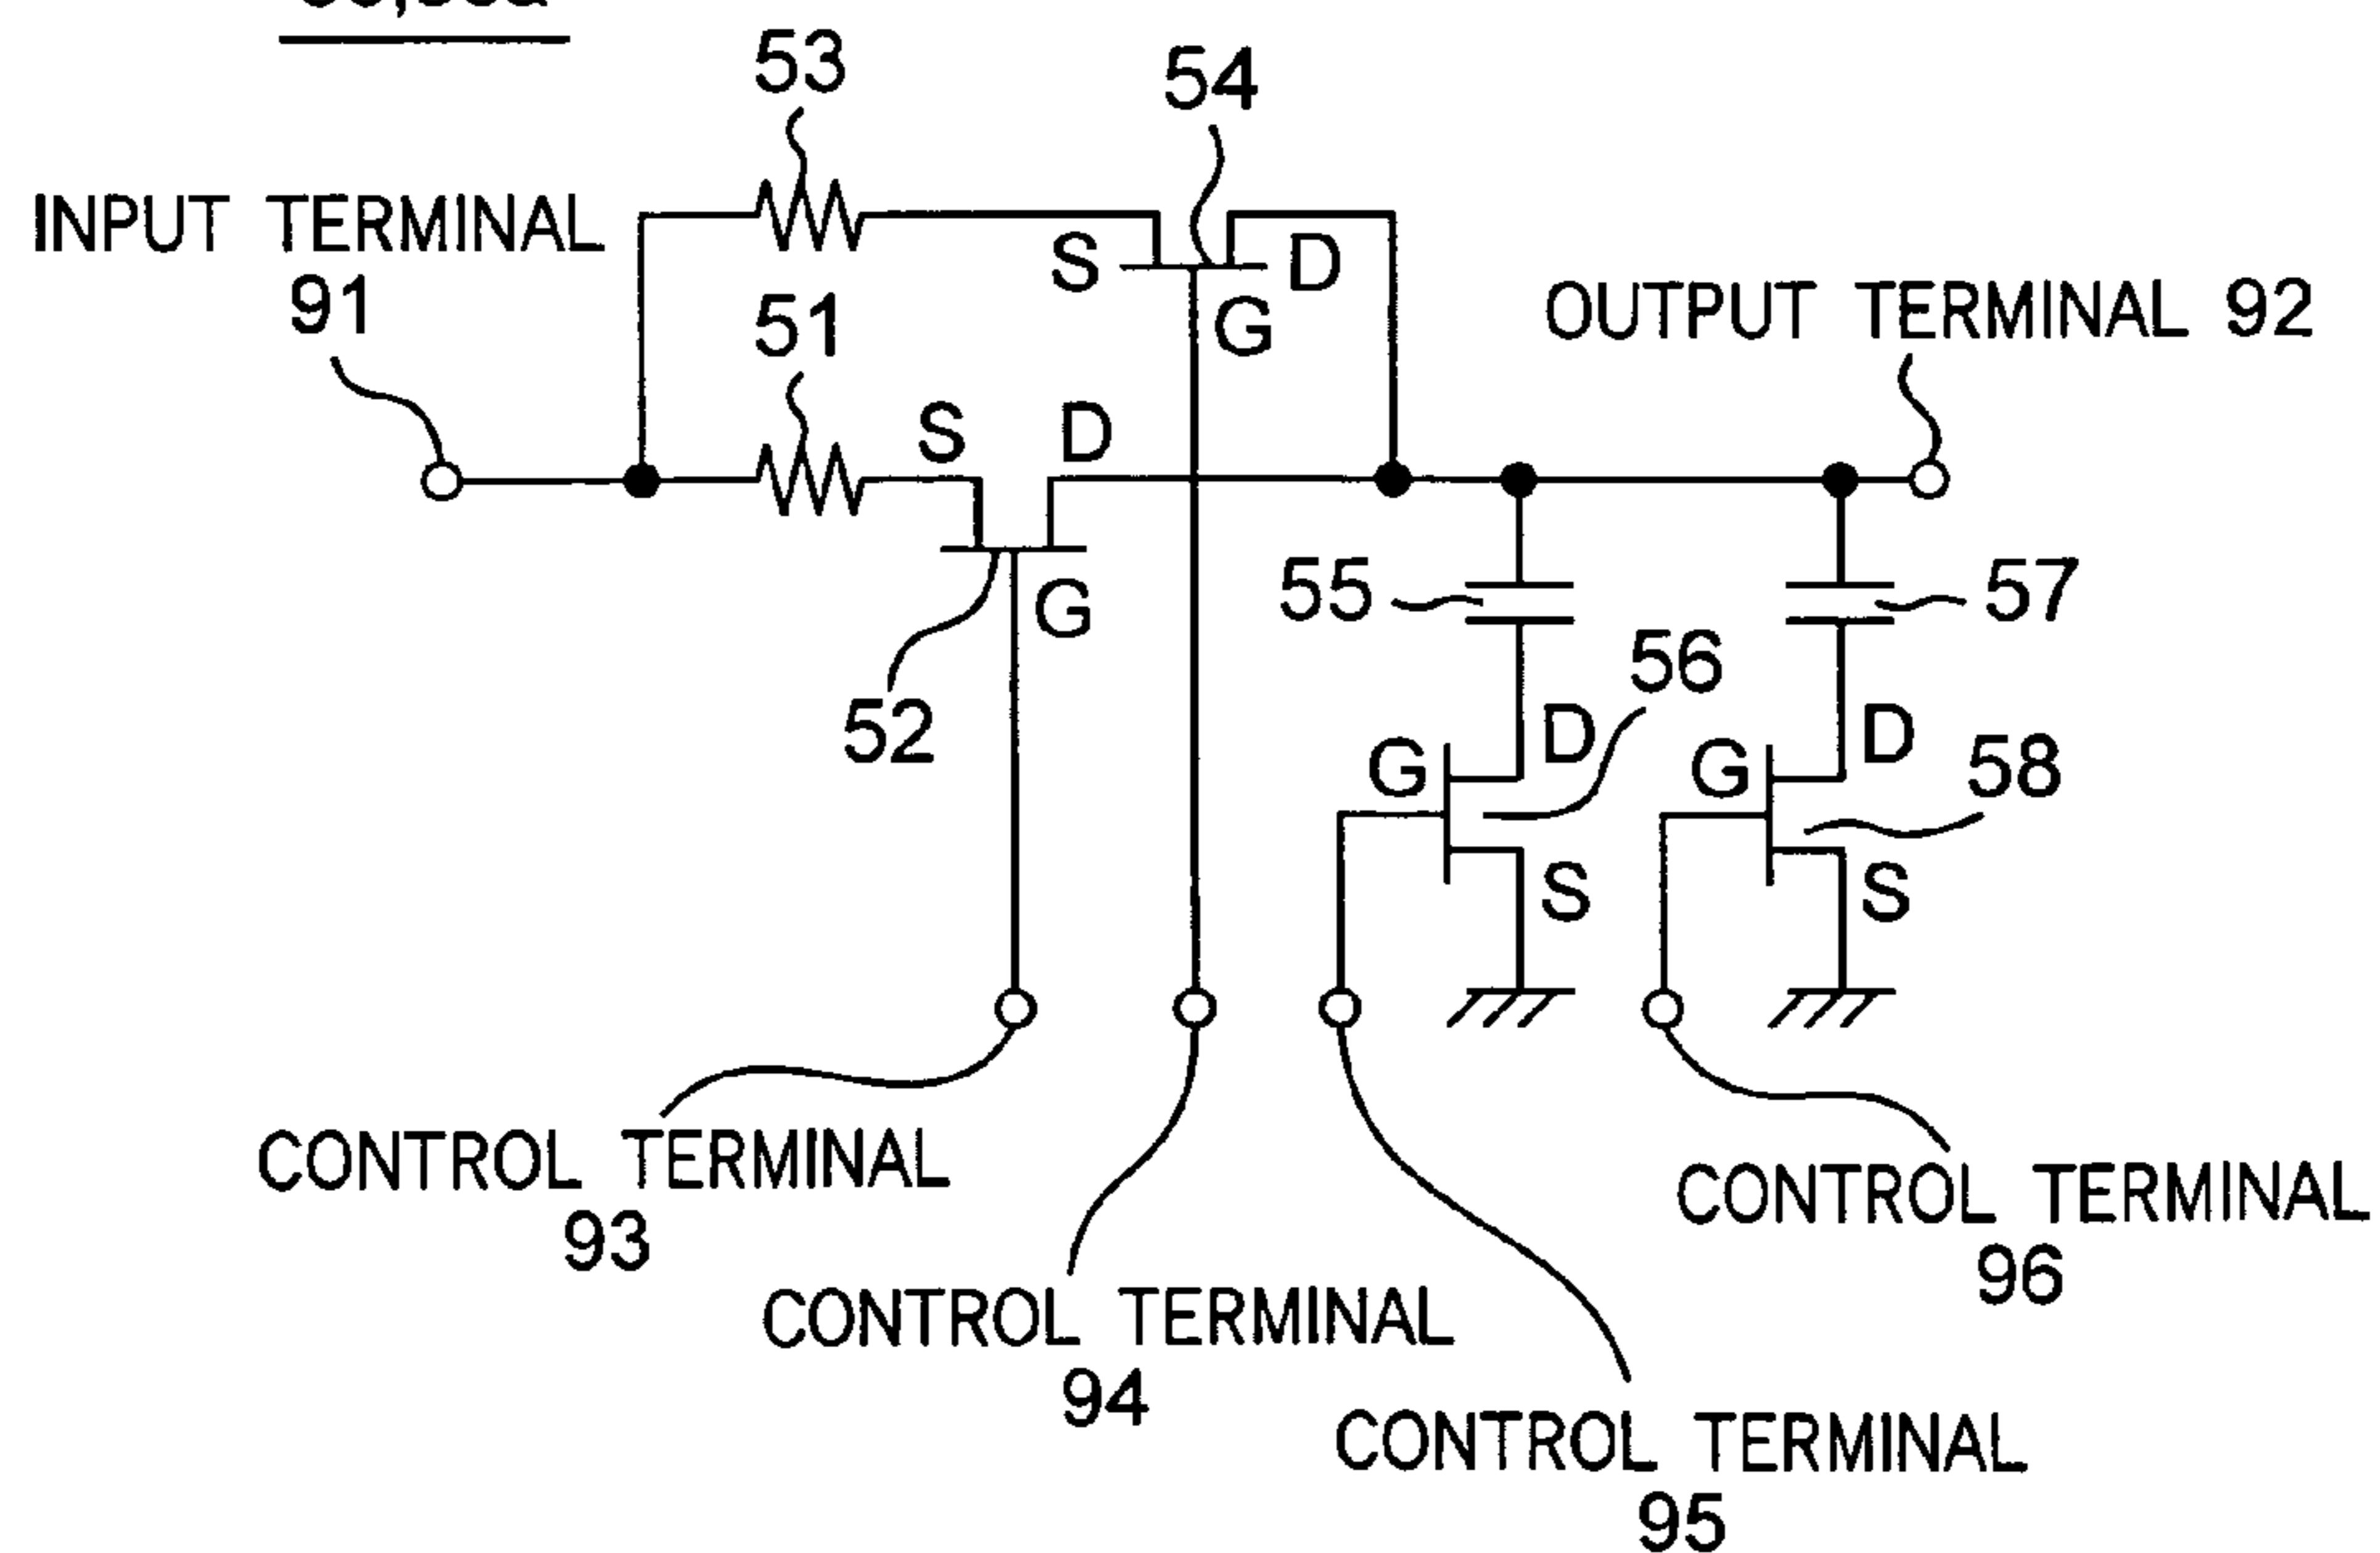 53
54
INPUT TERMINAL
91
51
S
D
G
OUTPUT TERMINAL 92
S
D
G
52
55
57
56
G
D
S
G
D
58
S
CONTROL TERMINAL
93
CONTROL TERMINAL
94
CONTROL TERMINAL
95
CONTROL TERMINAL
96